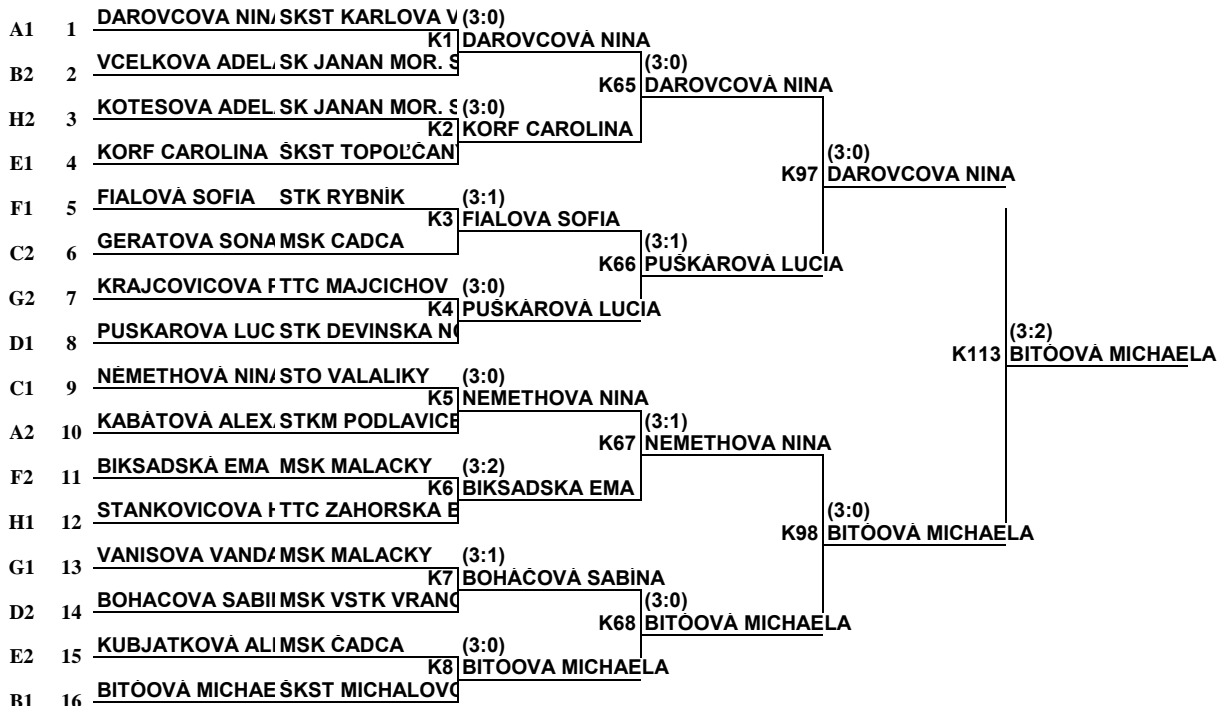 A1 1 DAROVCOVA NINA SKST KARLOVA V (3:0)
K1 DAROVCOVÁ NINA
B2 2 VCELKOVA ADEL SK JANAN MOR. S (3:0)
K65 DAROVCOVÁ NINA
H2 3 KOTESOVA ADEL SK JANAN MOR. S (3:0)
K2 KORF CAROLINA
E1 4 KORF CAROLINA ŠKST TOPOĽČAN
(3:0)
K97 DAROVCOVA NINA
F1 5 FIALOVÁ SOFIA STK RYBNÍK (3:1)
K3 FIALOVA SOFIA
C2 6 GERATOVA SONA MSK CADCA (3:1)
K66 PUŠKÁROVÁ LUCIA
G2 7 KRAJCOVICOVA TTC MAJCICHOV (3:0)
K4 PUŠKÁROVÁ LUCIA
D1 8 PUSKAROVA LUC STK DEVINSKA
(3:2)
K113 BITÓOVÁ MICHAELA
C1 9 NÉMETHOVÁ NINA STO VALALIKY (3:0)
K5 NEMETHOVA NINA
A2 10 KABÁTOVÁ ALEX STKM PODLAVICE (3:1)
K67 NEMETHOVA NINA
F2 11 BIKSADSKÁ EMA MSK MALACKY (3:2)
K6 BIKSADSKA EMA
H1 12 STANKOVICOVA TTC ZAHORSKA
(3:0)
K98 BITÓOVÁ MICHAELA
G1 13 VANISOVA VANDA MSK MALACKY (3:1)
K7 BOHÁČOVÁ SABÍNA
D2 14 BOHACOVA SABI MSK VSTK VRANO (3:0)
K68 BITÓOVÁ MICHAELA
E2 15 KUBJATKOVÁ AL MSK ČADCA (3:0)
K8 BITÓOVA MICHAELA
B1 16 BITÓOVÁ MICHAE ŠKST MICHALOV